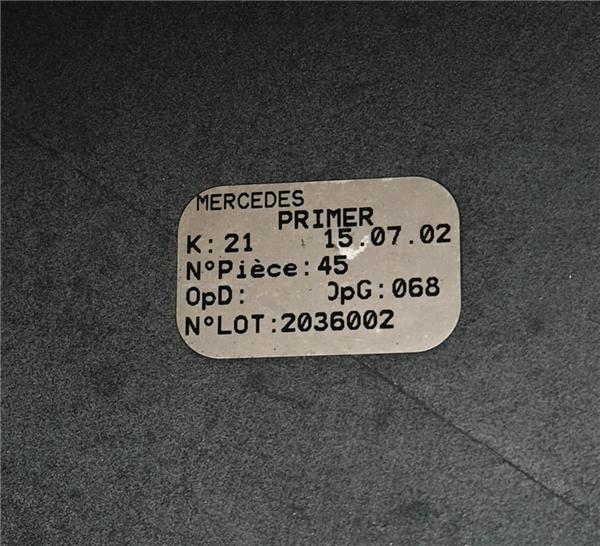 MERCEDES
PRIMER
K: 21 15.07.02
N°Pièce:45
OpD: OpG:068
N°LOT:2036002